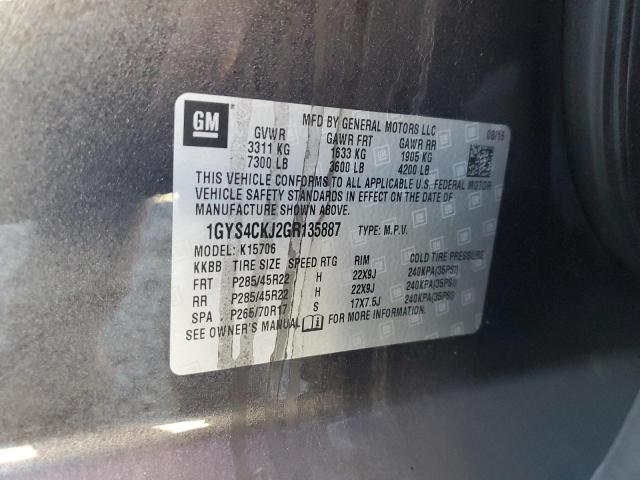 GM
MFD BY GENERAL MOTORS LLC 08/15
GVWR GAWR FRT GAWR RR
3311 KG 1633 KG 1905 KG
7300 LB 3600 LB 4200 LB
THIS VEHICLE CONFORMS TO ALL APPLICABLE U.S. FEDERAL MOTOR
VEHICLE SAFETY STANDARDS IN EFFECT ON THE DATE OF
MANUFACTURE SHOWN ABOVE.
1GYS4CKJ2GR135887 TYPE: M.P.V.
MODEL: K15706
KKBB TIRE SIZE SPEED RTG RIM COLD TIRE PRESSURE
FRT P285/45R22 H 22X9J 240KPA(35PSI)
RR P285/45R22 H 22X9J 240KPA(35PSI)
SPA P265/70R17 S 17X7.5J 240KPA(35PSI)
SEE OWNER'S MANUAL FOR MORE INFORMATION.